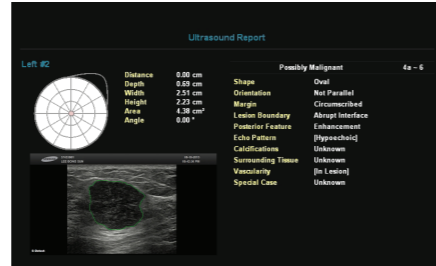 Ultrasound Report
Left #2
Distance 0.00 cm
Depth 0.69 cm
Width 2.51 cm
Height 2.23 cm
Area 4.38 cm²
Angle 0.00 °
Possibly Malignant 4a ~ 6
Shape Oval
Orientation Not Parallel
Margin Circumscribed
Lesion Boundary Abrupt Interface
Posterior Feature Enhancement
Echo Pattern [Hypoechoic]
Calcifications Unknown
Surrounding Tissue Unknown
Vascularity [In Lesion]
Special Case Unknown